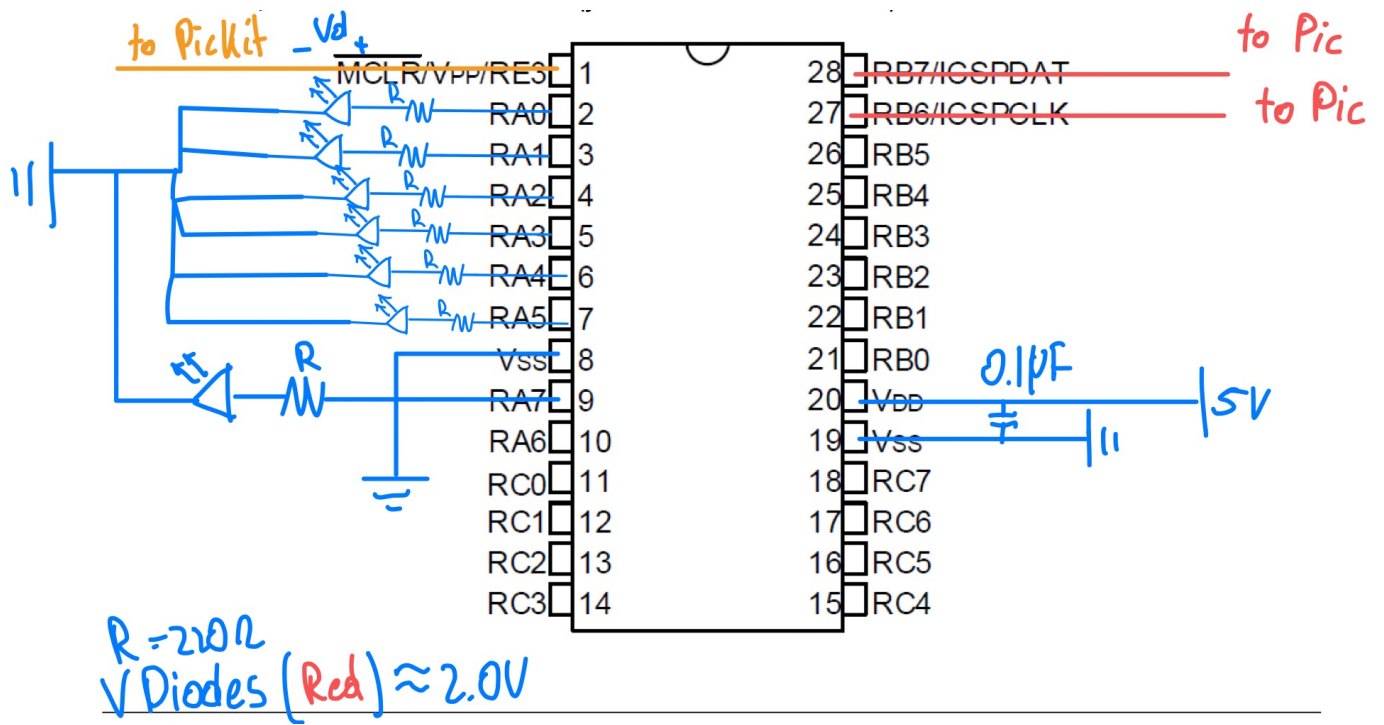 to PicKit
- Vd +
to Pic
to Pic
MCLR/VPP/RE3 1
R RA0 2
R RA1 3
R RA2 4
R RA3 5
R RA4 6
R RA5 7
VSS 8
R RA7 9
RA6 10
RC0 11
RC1 12
RC2 13
RC3 14
28 RB7/ICSPDAT
27 RB6/ICSPCLK
26 RB5
25 RB4
24 RB3
23 RB2
22 RB1
21 RB0
0.1µF
20 VDD
5V
19 VSS
18 RC7
17 RC6
16 RC5
15 RC4
R = 220Ω
V Diodes (Red) ≈ 2.0V